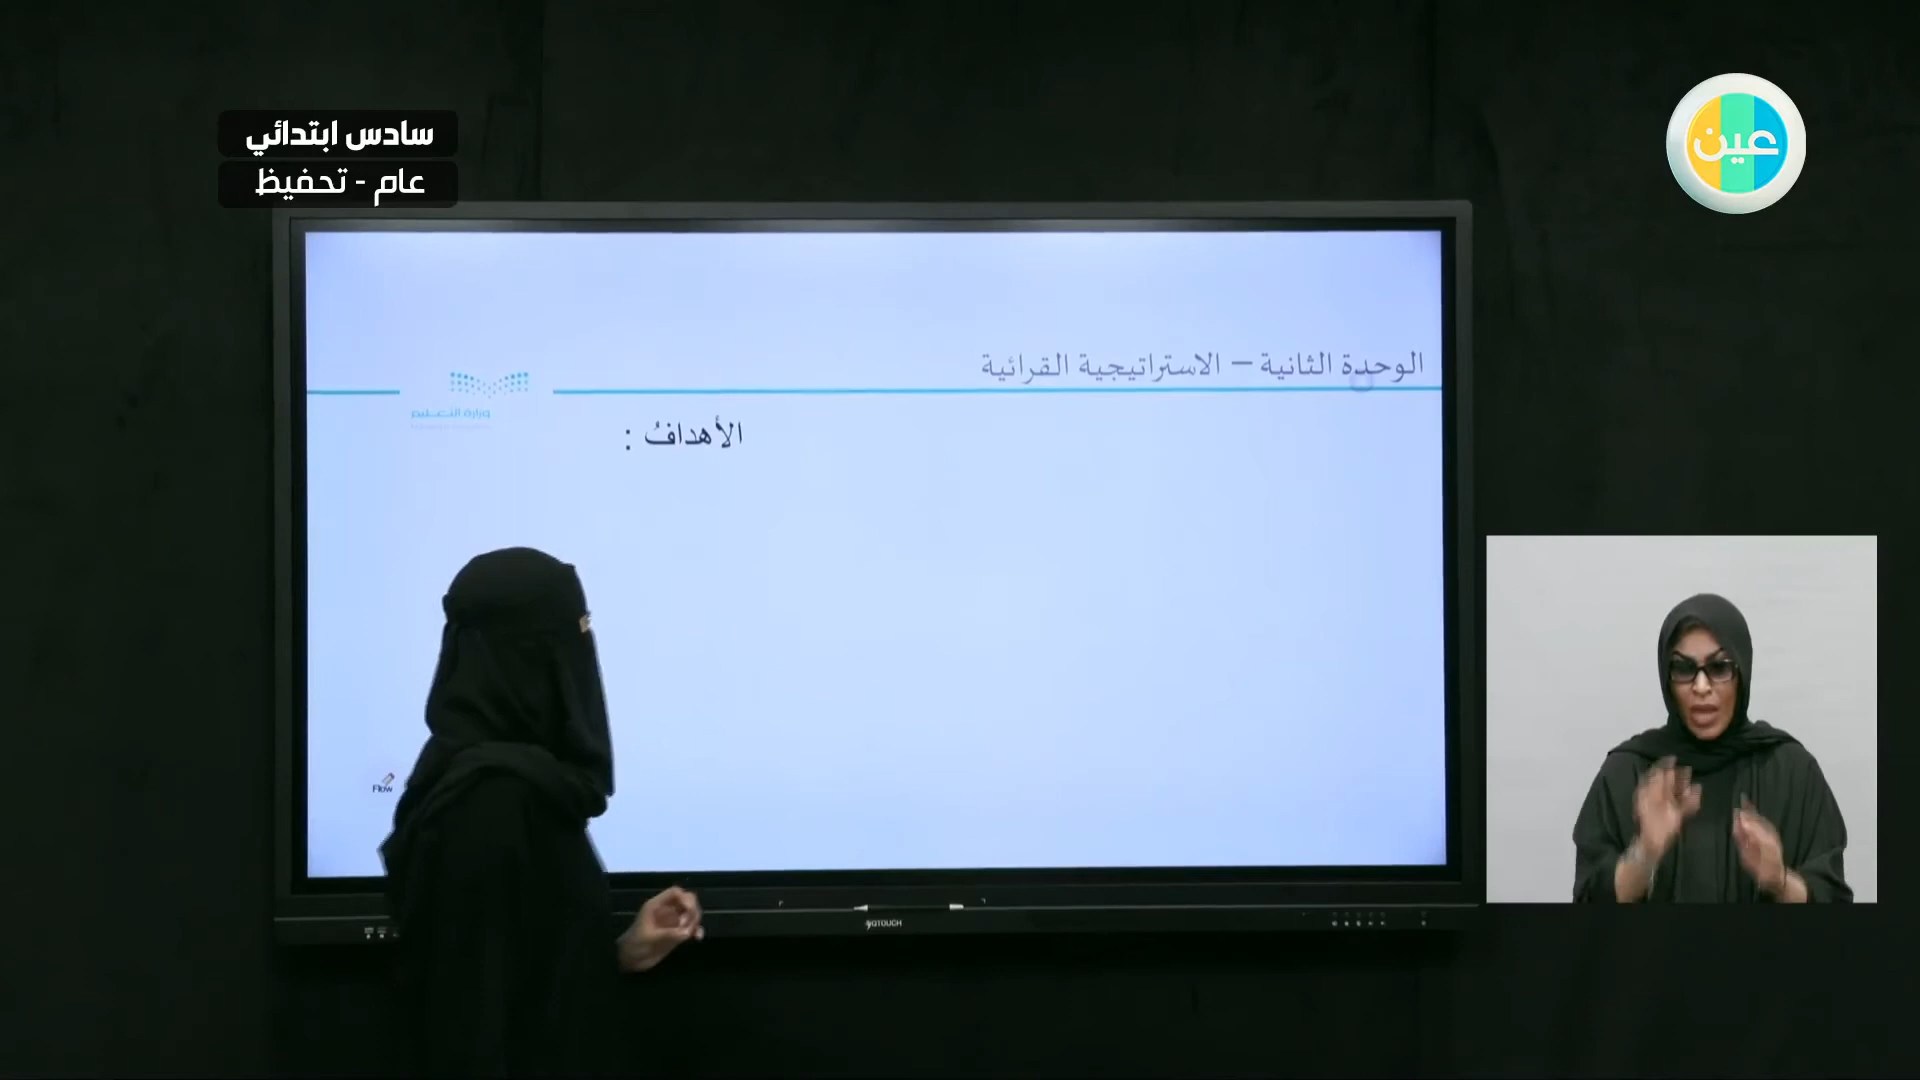 سادس ابتدائي
عام - تحفيظ
عين
الوحدة الثانية – الاستراتيجية القرائية
وزارة التعليم
الأهدافُ :
Flow